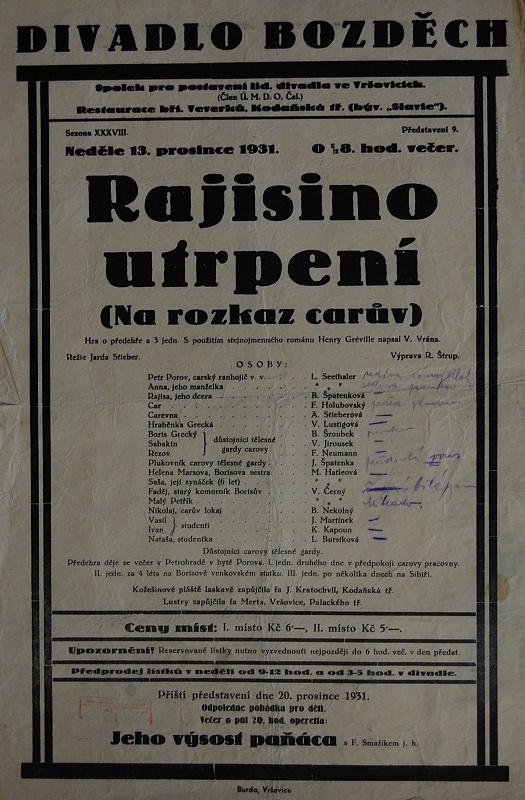 DIVADLO BOZDĚCH
Spolek pro postavení lid. divadla ve Vršovicích.
(Člen Ú. M. D. O. Čsl.)
Restaurace bří. Veverků, Kodaňská tř. (býv. „Slavie").
Sezona XXXVIII. Představení 9.
Neděle 13. prosince 1931. O ½8. hod. večer.
Rajisino
utrpení
(Na rozkaz carův)
Hra o předehře a 3 jedn. S použitím stejnojmenného románu Henry Gréville napsal V. Vrána.
Režie Jarda Stieber. Výprava R. Štrup.
OSOBY:
Petr Porov, carský ranhojič v. v. . . . L. Seethaler
Anna, jeho manželka . . . * * *
Rajisa, jeho dcera . . . B. Špatenková
Car . . . F. Holubovský
Carevna . . . A. Stieberová
Hraběnka Grecká . . . V. Lustigová
Boris Grecký } důstojníci tělesné gardy carovy . . . B. Šroubek
Sabakin . . . V. Jirousek
Rezov . . . F. Neumann
Plukovník carovy tělesné gardy . . . J. Špatenka
Helena Marsova, Borisova sestra . . . M. Hatleová
Saša, její synáček (6 let) . . . * * *
Faděj, starý komorník Borisův . . . V. Černý
Malý Petřík . . . * * *
Nikolaj, carův lokaj . . . B. Nekolný
Vasil } studenti . . . J. Martínek
Ivan . . . K. Kapoun
Nataša, studentka . . . L. Bursíková
Důstojníci carovy tělesné gardy.
Předehra děje se večer v Petrohradě v bytě Porova. I. jedn. druhého dne v předpokoji carovy pracovny.
II. jedn. za 4 léta na Borisově venkovském statku. III. jedn. po několika dnech na Sibiři.
Kožešinové pláště laskavě zapůjčila fa J. Kratochvil, Kodaňská tř.
Lustry zapůjčila fa Merta, Vršovice, Palackého tř.
Ceny míst: I. místo Kč 6·—, II. místo Kč 5·—.
Upozornění! Reservované lístky nutno vyzvednouti nejpozději do 6 hod. več. v den předst.
Předprodej lístků v neděli od 9-12 hod. a od 3-5 hod. v divadle.
Příští představení dne 20. prosince 1931.
Odpoledne pohádka pro děti.
Večer o půl 20. hod. operetta:
Jeho výsost paňáca s F. Smažíkem j. h.
Burda, Vršovice